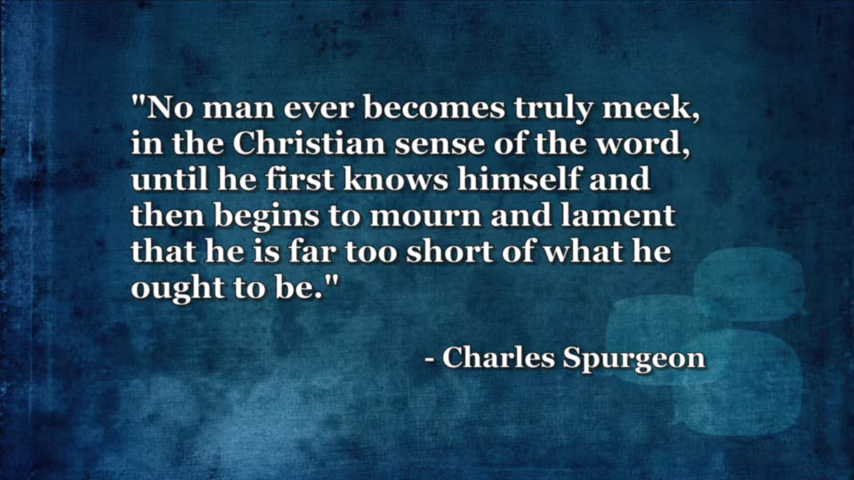 "No man ever becomes truly meek,
in the Christian sense of the word,
until he first knows himself and
then begins to mourn and lament
that he is far too short of what he
ought to be."
- Charles Spurgeon